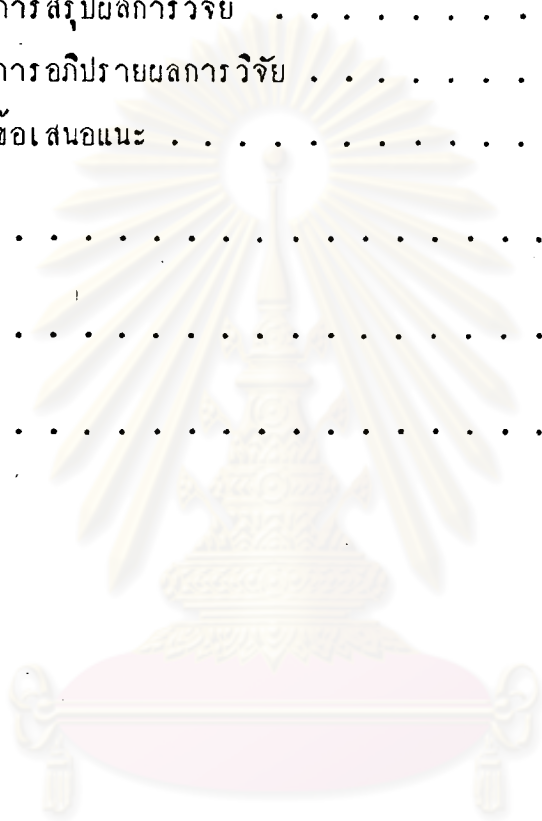 การสรุปผลการวิจัย . . . . . . . .
การอภิปรายผลการวิจัย . . . . . . .
ข้อเสนอแนะ . . . . . . . . . . .
. . . . . . . . . . . . . . . .
. . . . . . . . . . . . . . . .
. . . . . . . . . . . . . . . .